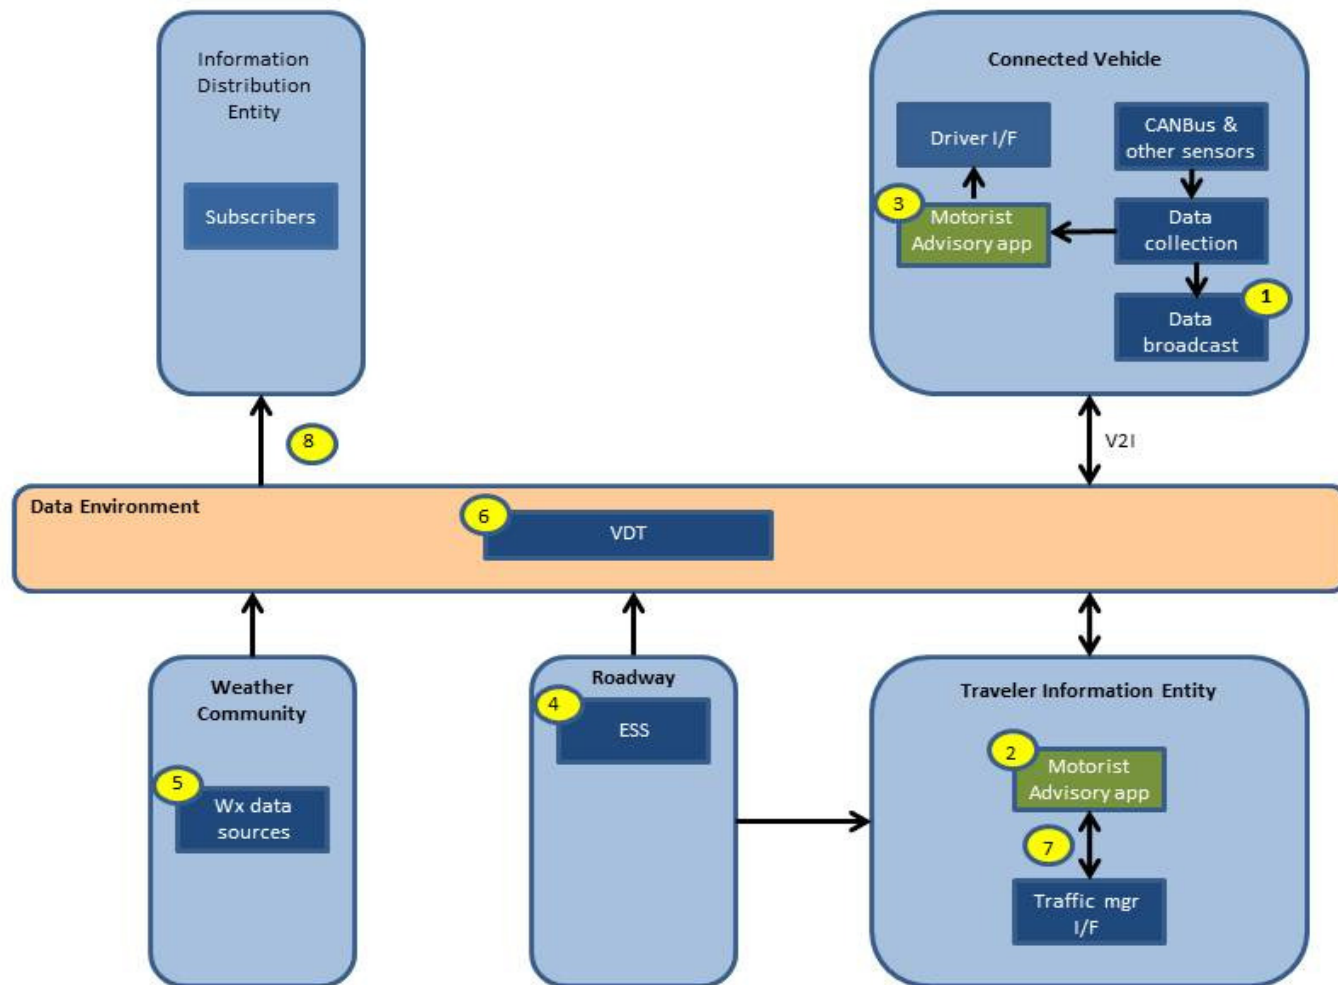 Information
Distribution
Entity
Subscribers
Connected Vehicle
Driver I/F
CANBus &
other sensors
3
Motorist
Advisory app
Data
collection
1
Data
broadcast
8
V2I
Data Environment
6
VDT
Weather
Community
5
Wx data
sources
Roadway
4
ESS
Traveler Information Entity
2
Motorist
Advisory app
7
Traffic mgr
I/F